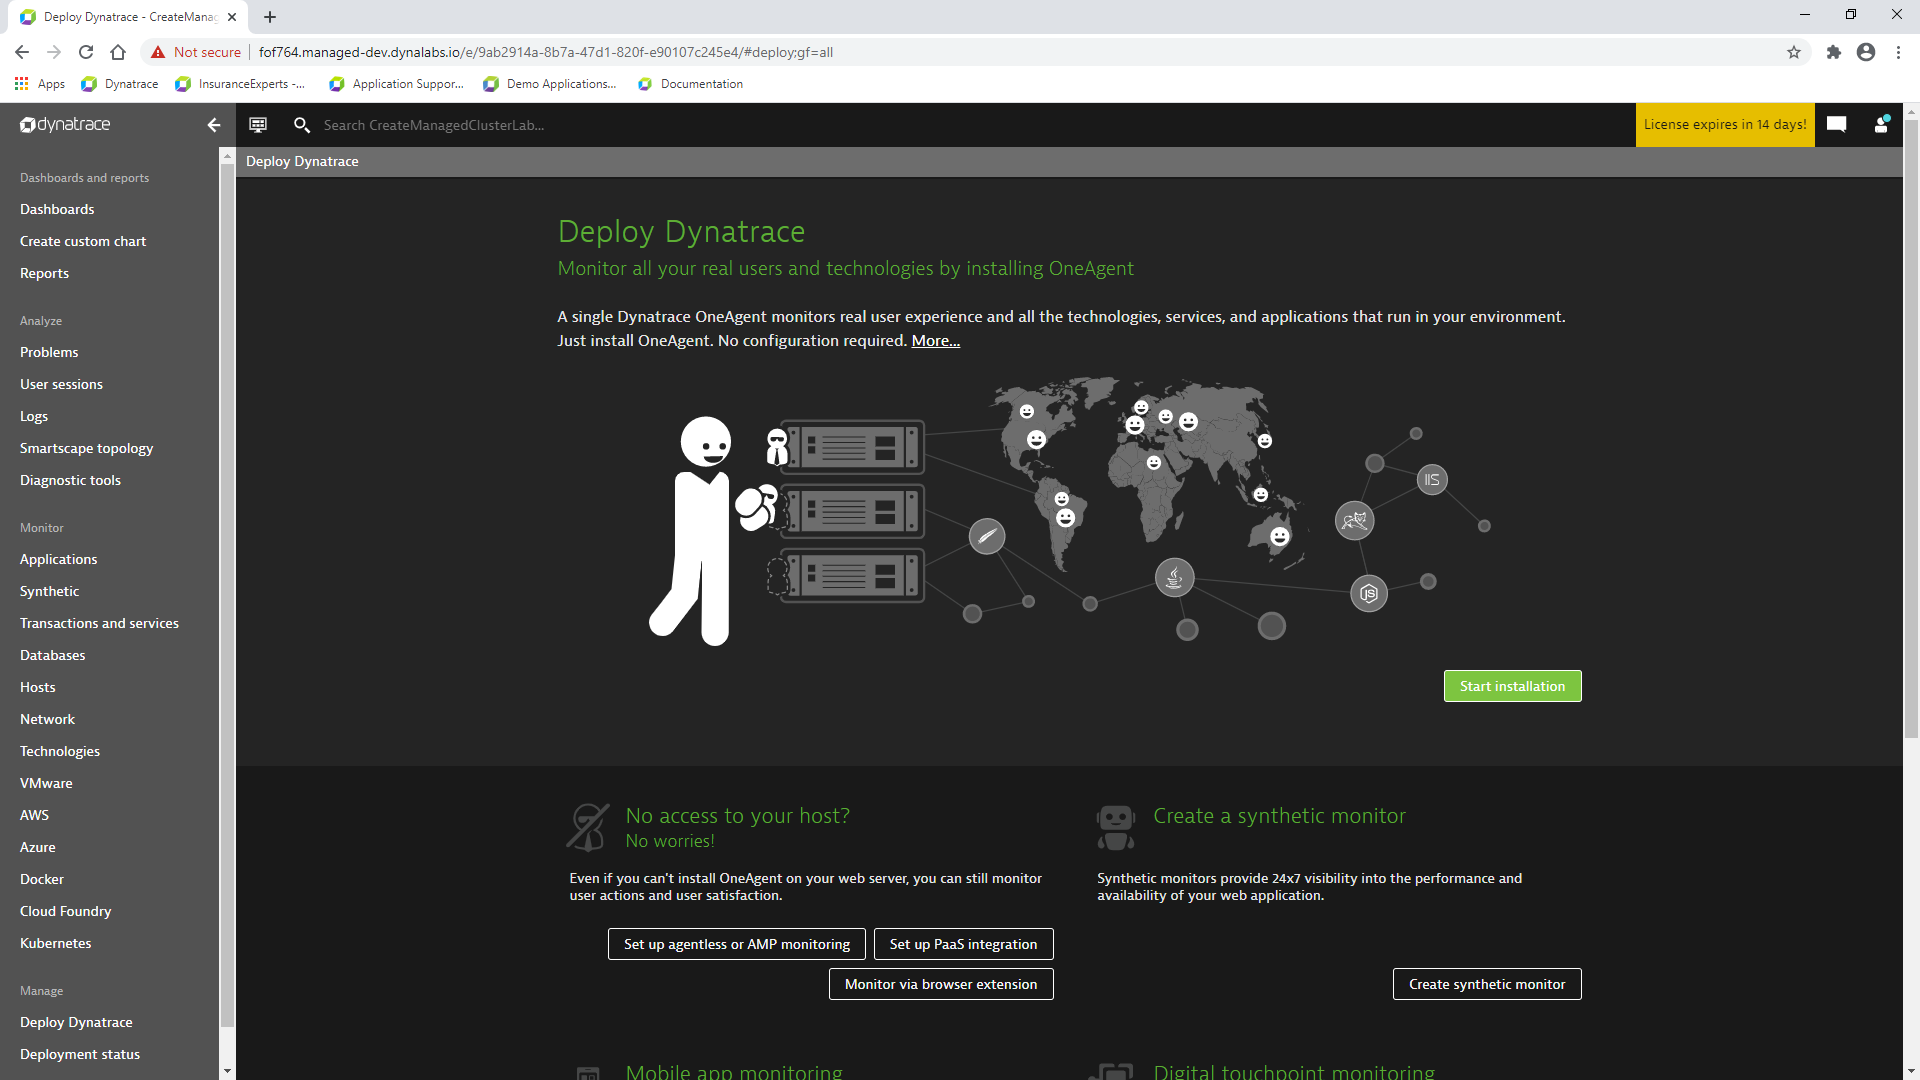 Deploy Dynatrace - CreateManag
Not secure
fof764.managed-dev.dynalabs.io/e/9ab2914a-8b7a-47d1-820f-e90107c245e4/#deploy;gf=all
Apps
Dynatrace
InsuranceExperts -...
Application Suppor...
Demo Applications...
Documentation
dynatrace
Search CreateManagedClusterLab...
License expires in 14 days!
Deploy Dynatrace
Dashboards and reports
Dashboards
Create custom chart
Reports
Analyze
Problems
User sessions
Logs
Smartscape topology
Diagnostic tools
Monitor
Applications
Synthetic
Transactions and services
Databases
Hosts
Network
Technologies
VMware
AWS
Azure
Docker
Cloud Foundry
Kubernetes
Manage
Deploy Dynatrace
Deployment status
Deploy Dynatrace
Monitor all your real users and technologies by installing OneAgent
A single Dynatrace OneAgent monitors real user experience and all the technologies, services, and applications that run in your environment.
Just install OneAgent. No configuration required. More...
IIS
JS
Start installation
No access to your host?
No worries!
Even if you can't install OneAgent on your web server, you can still monitor
user actions and user satisfaction.
Set up agentless or AMP monitoring
Set up PaaS integration
Monitor via browser extension
Create a synthetic monitor
Synthetic monitors provide 24x7 visibility into the performance and
availability of your web application.
Create synthetic monitor
Mobile app monitoring
Digital touchpoint monitoring